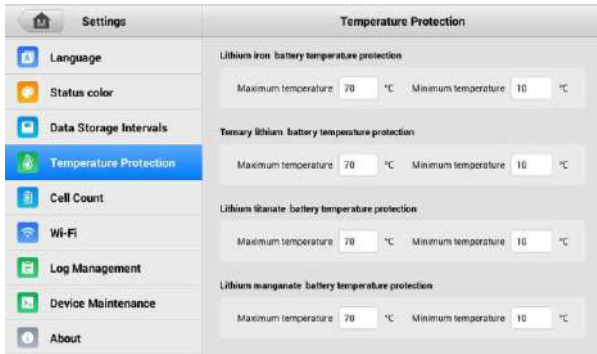 Settings
Temperature Protection
Language
Status color
Data Storage Intervals
Temperature Protection
Cell Count
Wi-Fi
Log Management
Device Maintenance
About
Lithium iron battery temperature protection
Maximum temperature 70 °C Minimum temperature 10 °C
Ternary lithium battery temperature protection
Maximum temperature 70 °C Minimum temperature 10 °C
Lithium titanate battery temperature protection
Maximum temperature 70 °C Minimum temperature 10 °C
Lithium manganate battery temperature protection
Maximum temperature 70 °C Minimum temperature 10 °C